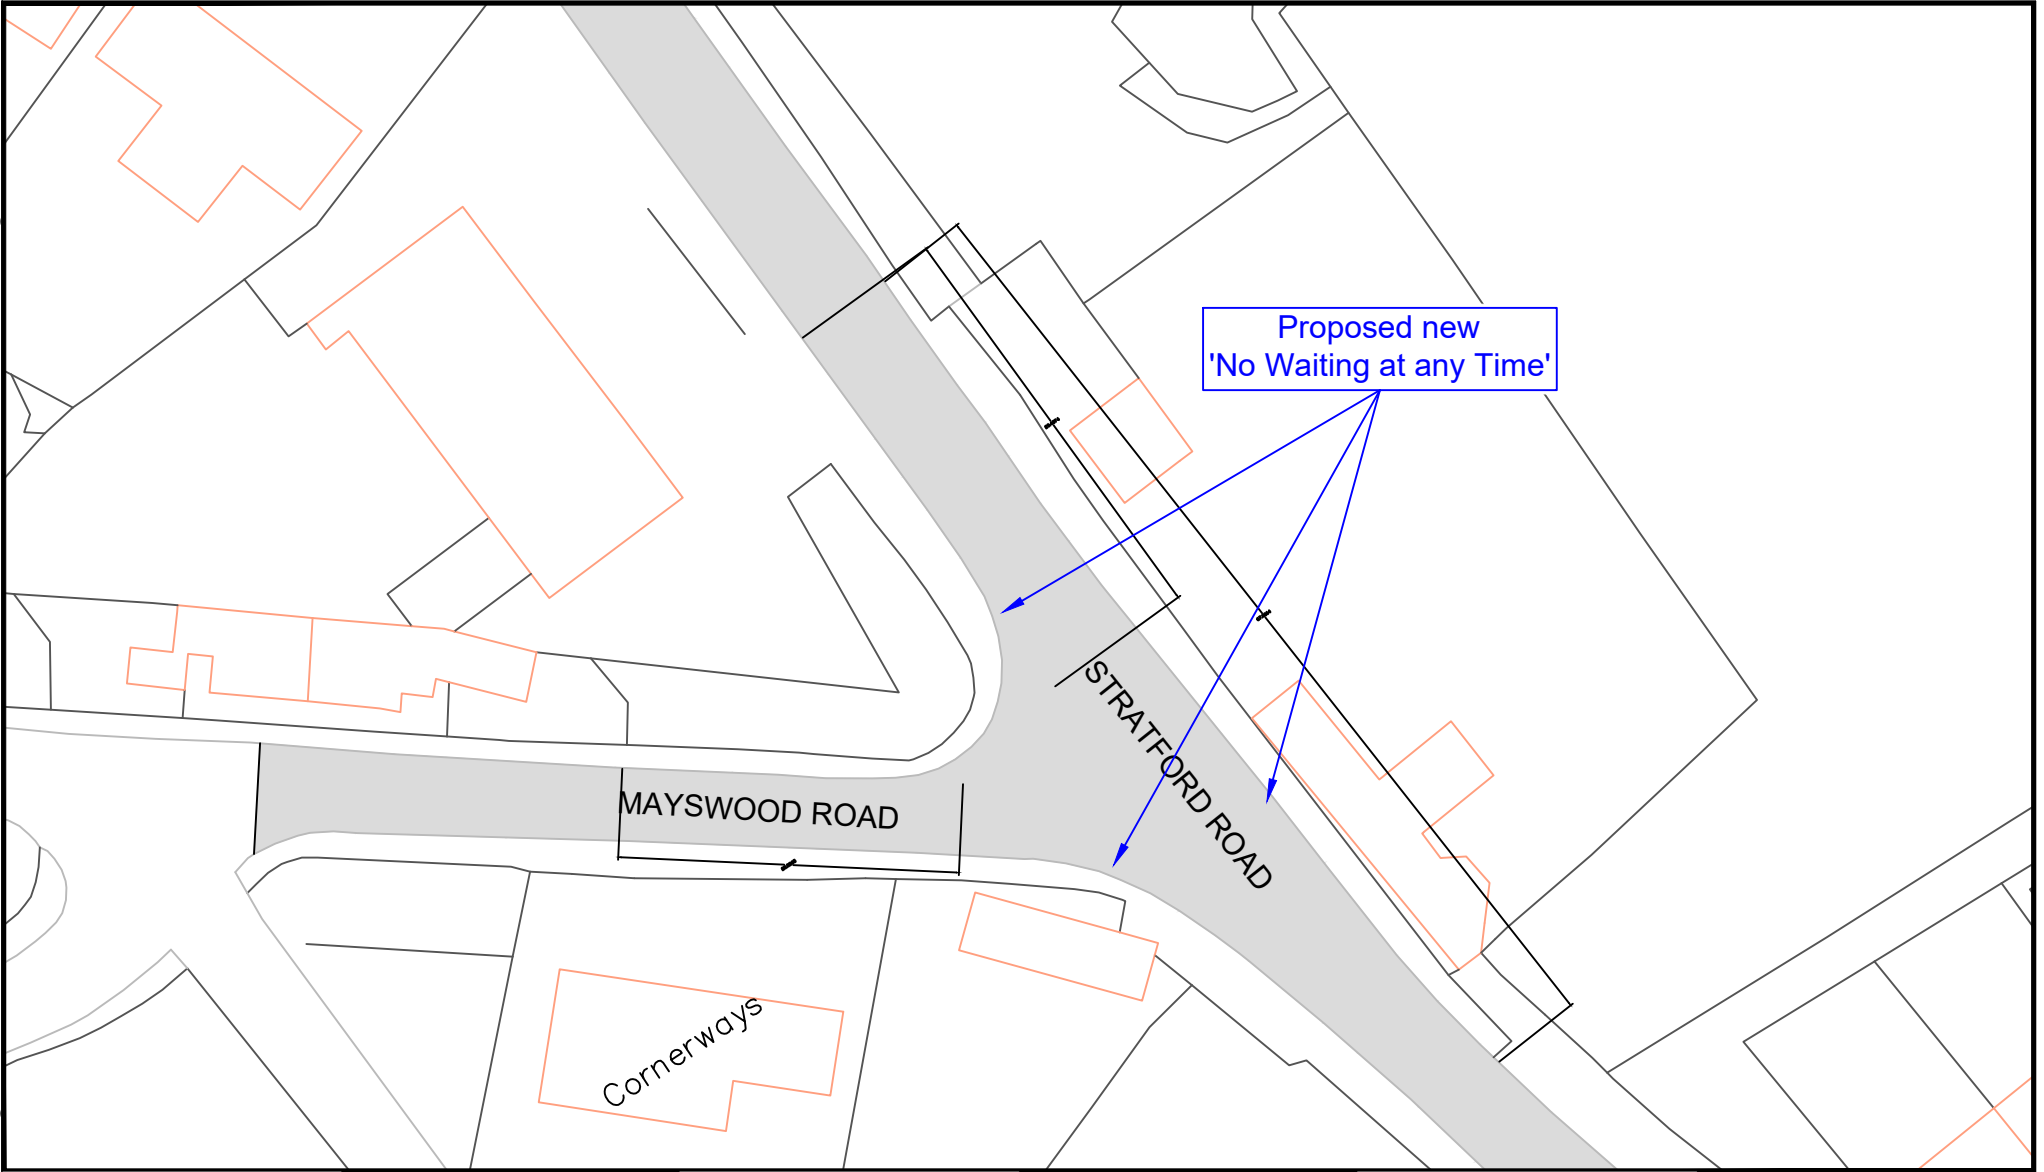 Proposed new
'No Waiting at any Time'
STRATFORD ROAD
MAYSWOOD ROAD
Cornerways